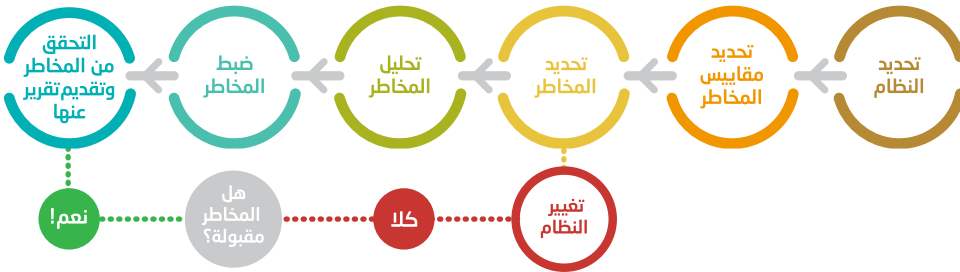 تحديد
النظام
تحديد
مقاييس
المخاطر
تحديد
المخاطر
تحليل
المخاطر
ضبط
المخاطر
التحقق
من المخاطر
وتقديم تقرير
عنها
نعم!
هل
المخاطر
مقبولة؟
كلا
تغيير
النظام